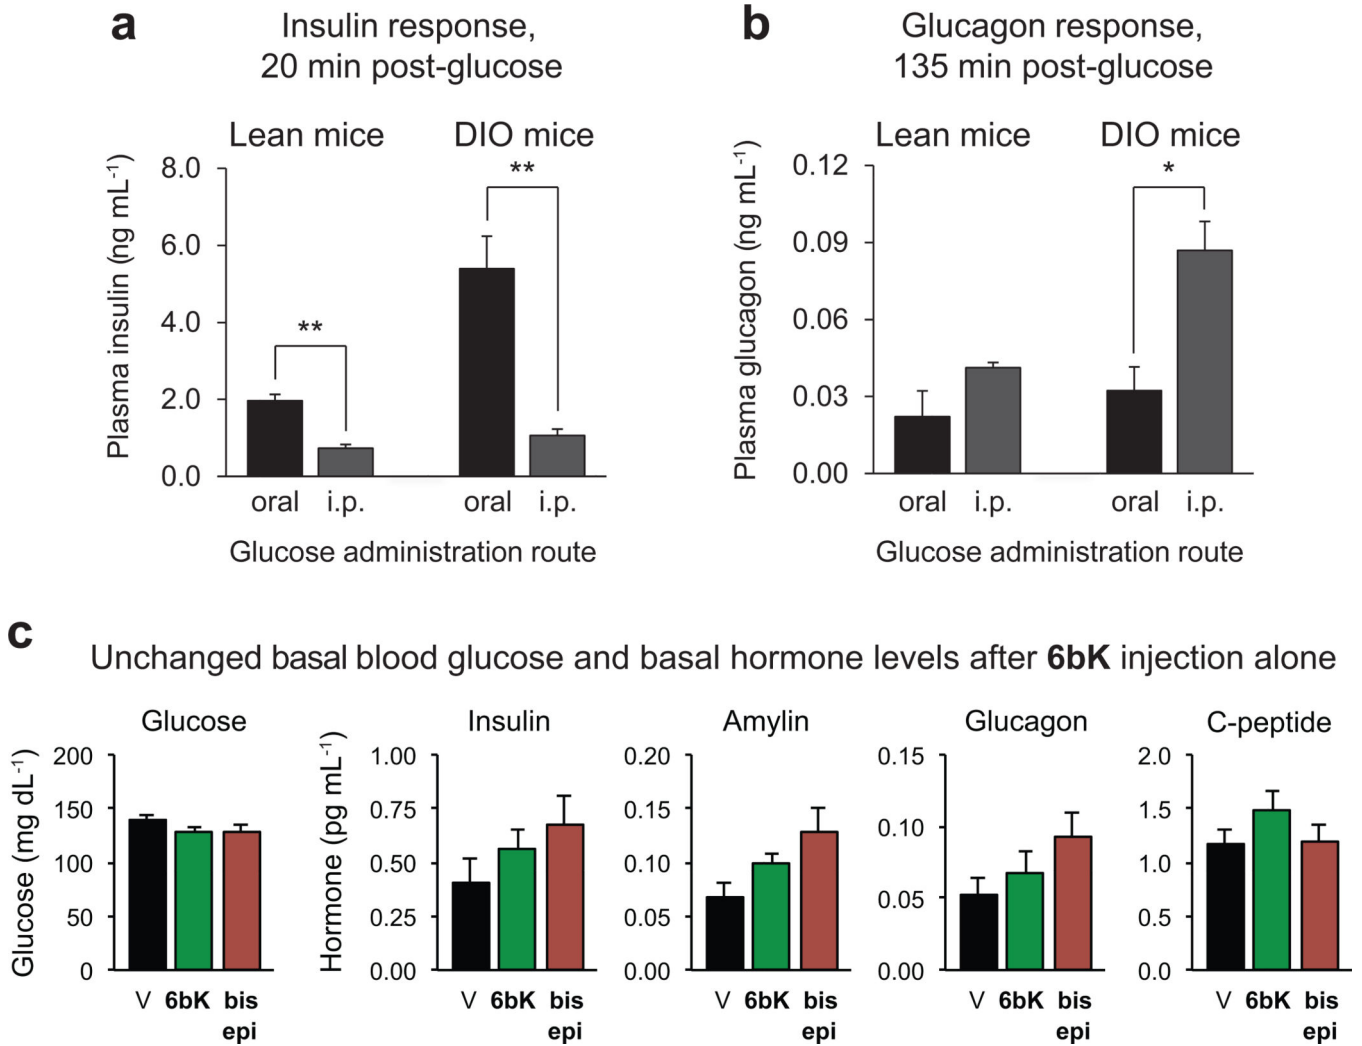 a
Insulin response,
20 min post-glucose
Lean mice
DIO mice
Plasma insulin (ng mL⁻¹)
8.0
6.0
4.0
2.0
0.0
**
**
oral
i.p.
oral
i.p.
Glucose administration route
b
Glucagon response,
135 min post-glucose
Lean mice
DIO mice
Plasma glucagon (ng mL⁻¹)
0.12
0.09
0.06
0.03
0.00
*
oral
i.p.
oral
i.p.
Glucose administration route
c
Unchanged basal blood glucose and basal hormone levels after 6bK injection alone
Glucose
Glucose (mg dL⁻¹)
200
150
100
50
0
V
6bK
bis
epi
Insulin
Hormone (pg mL⁻¹)
1.00
0.75
0.50
0.25
0.00
V
6bK
bis
epi
Amylin
0.20
0.15
0.10
0.05
0.00
V
6bK
bis
epi
Glucagon
0.15
0.10
0.05
0.00
V
6bK
bis
epi
C-peptide
2.0
1.5
1.0
0.5
0.0
V
6bK
bis
epi